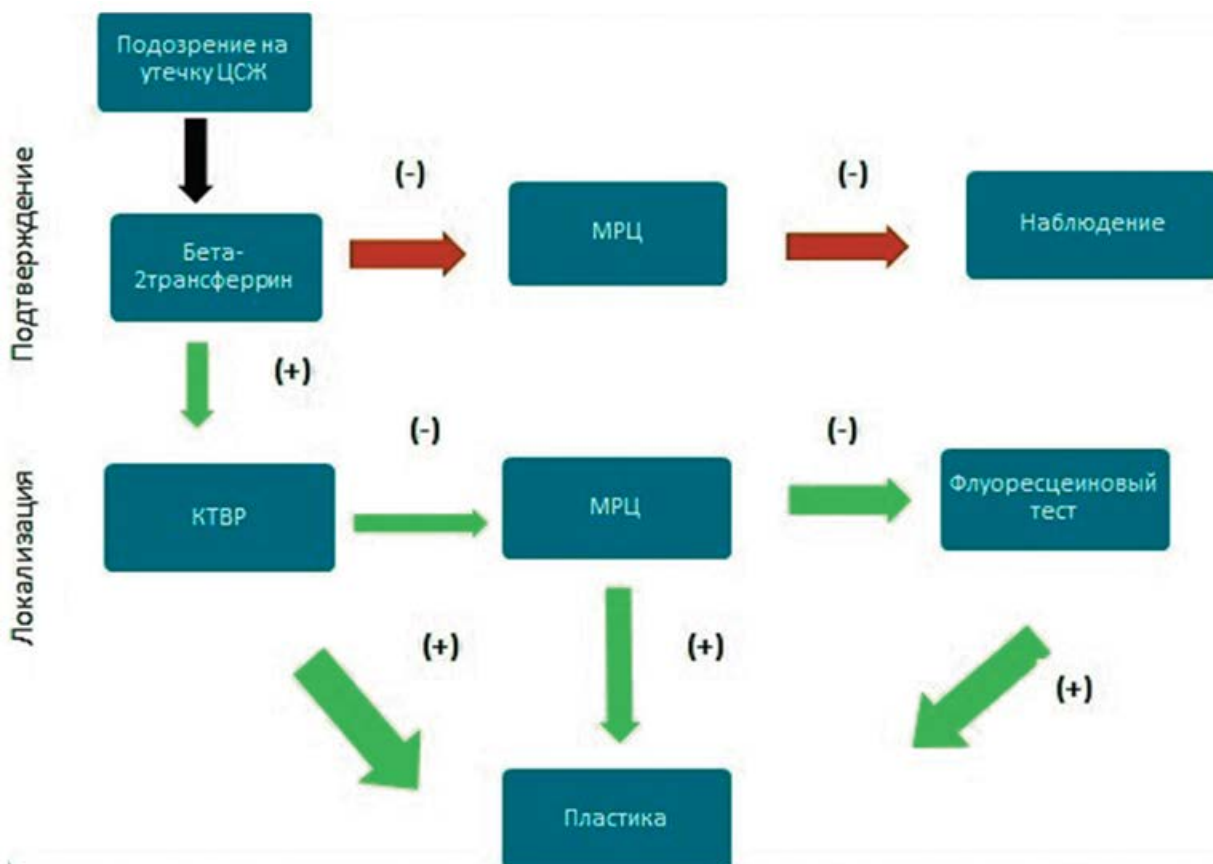 Подозрение на
утечку ЦСЖ
Подтверждение
(-)
(-)
Бета-
2трансферрин
МРЦ
Наблюдение
(+)
Локализация
(-)
(-)
КТВР
МРЦ
Флуоресцеиновый
тест
(+)
(+)
(+)
Пластика